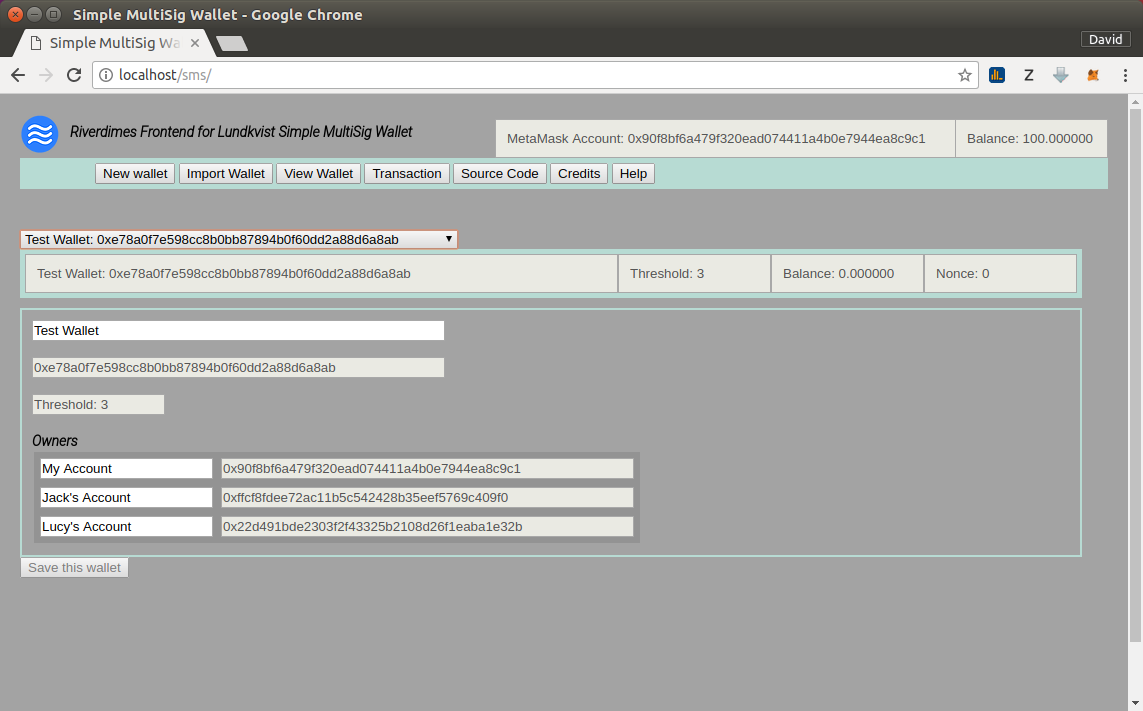 Simple MultiSig Wallet - Google Chrome
Simple MultiSig Wa
David
localhost/sms/
Z
Riverdimes Frontend for Lundkvist Simple MultiSig Wallet
MetaMask Account: 0x90f8bf6a479f320ead074411a4b0e7944ea8c9c1 Balance: 100.000000
New wallet Import Wallet View Wallet Transaction Source Code Credits Help
Test Wallet: 0xe78a0f7e598cc8b0bb87894b0f60dd2a88d6a8ab
Test Wallet: 0xe78a0f7e598cc8b0bb87894b0f60dd2a88d6a8ab Threshold: 3 Balance: 0.000000 Nonce: 0
Test Wallet
0xe78a0f7e598cc8b0bb87894b0f60dd2a88d6a8ab
Threshold: 3
Owners
My Account 0x90f8bf6a479f320ead074411a4b0e7944ea8c9c1
Jack's Account 0xffcf8fdee72ac11b5c542428b35eef5769c409f0
Lucy's Account 0x22d491bde2303f2f43325b2108d26f1eaba1e32b
Save this wallet